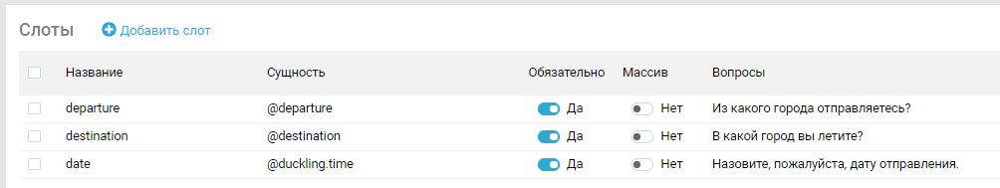 Слоты Добавить слот
Название Сущность Обязательно Массив Вопросы
departure @departure Да Нет Из какого города отправляетесь?
destination @destination Да Нет В какой город вы летите?
date @duckling.time Да Нет Назовите, пожалуйста, дату отправления.